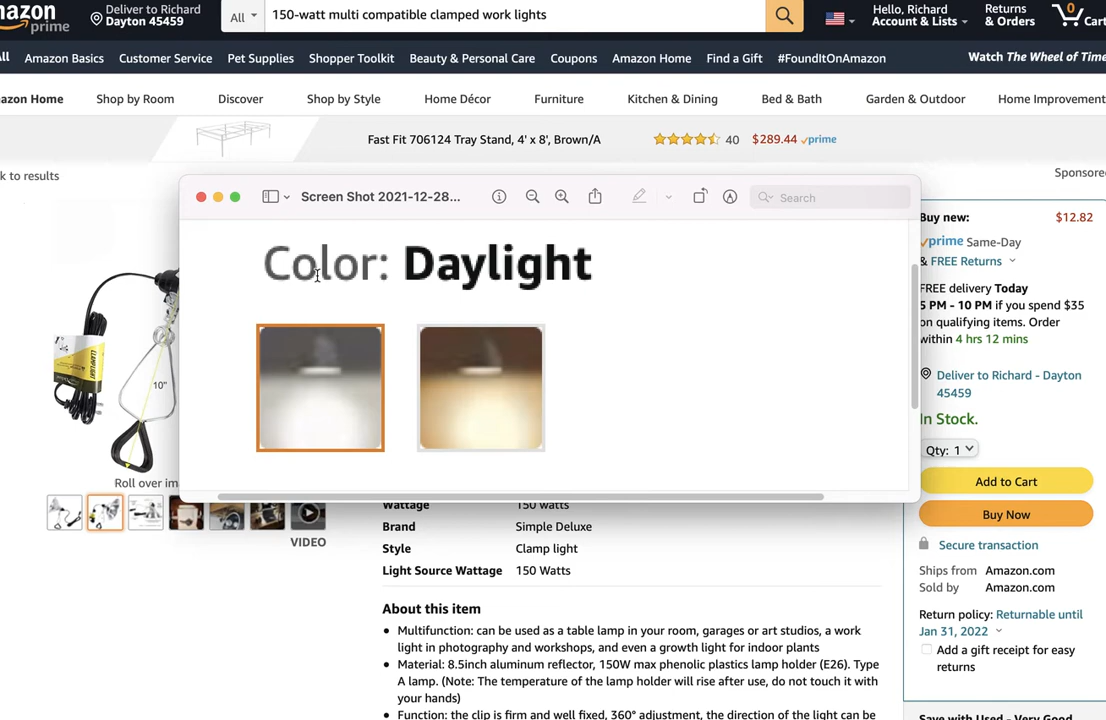 azon
prime
Deliver to Richard
Dayton 45459
All
150-watt multi compatible clamped work lights
Hello, Richard
Account & Lists
Returns
& Orders
0
Cart
ll
Amazon Basics
Customer Service
Pet Supplies
Shopper Toolkit
Beauty & Personal Care
Coupons
Amazon Home
Find a Gift
#FoundItOnAmazon
Watch The Wheel of Time
azon Home
Shop by Room
Discover
Shop by Style
Home Décor
Furniture
Kitchen & Dining
Bed & Bath
Garden & Outdoor
Home Improvement
Fast Fit 706124 Tray Stand, 4' x 8', Brown/A
40
$289.44
prime
k to results
Sponsored
Screen Shot 2021-12-28...
Search
Color: Daylight
10"
Roll over im
VIDEO
Wattage 150 watts
Brand Simple Deluxe
Style Clamp light
Light Source Wattage 150 Watts
About this item
• Multifunction: can be used as a table lamp in your room, garages or art studios, a work
light in photography and workshops, and even a growth light for indoor plants
• Material: 8.5inch aluminum reflector, 150W max phenolic plastics lamp holder (E26). Type
A lamp. (Note: The temperature of the lamp holder will rise after use, do not touch it with
your hands)
• Function: the clip is firm and well fixed, 360° adjustment, the direction of the light can be
Buy new: $12.82
prime Same-Day
& FREE Returns
FREE delivery Today
5 PM - 10 PM if you spend $35
on qualifying items. Order
within 4 hrs 12 mins
Deliver to Richard - Dayton
45459
In Stock.
Qty: 1
Add to Cart
Buy Now
Secure transaction
Ships from Amazon.com
Sold by Amazon.com
Return policy: Returnable until
Jan 31, 2022
Add a gift receipt for easy
returns
Save with Used - Very Good